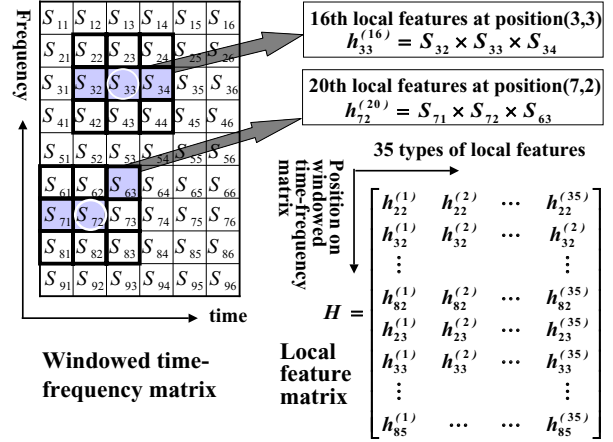 Frequency
S11 S12 S13 S14 S15 S16
S21 S22 S23 S24 S25 S26
S31 S32 S33 S34 S35 S36
S41 S42 S43 S44 S45 S46
S51 S52 S53 S54 S55 S56
S61 S62 S63 S64 S65 S66
S71 S72 S73 S74 S75 S76
S81 S82 S83 S84 S85 S86
S91 S92 S93 S94 S95 S96
time
Windowed time-
frequency matrix
16th local features at position(3,3)
h33(16) = S32 × S33 × S34
20th local features at position(7,2)
h72(20) = S71 × S72 × S63
35 types of local features
Position on
windowed
time-frequency
matrix
H =
h22(1) h22(2) ... h22(35)
h32(1) h32(2) ... h32(2)
⋮ ⋮
h82(1) h82(2) ... h82(35)
h23(1) h23(2) ... h23(35)
h33(1) h33(2) ... h33(35)
⋮ ⋮
h85(1) ... ... h85(35)
Local
feature
matrix